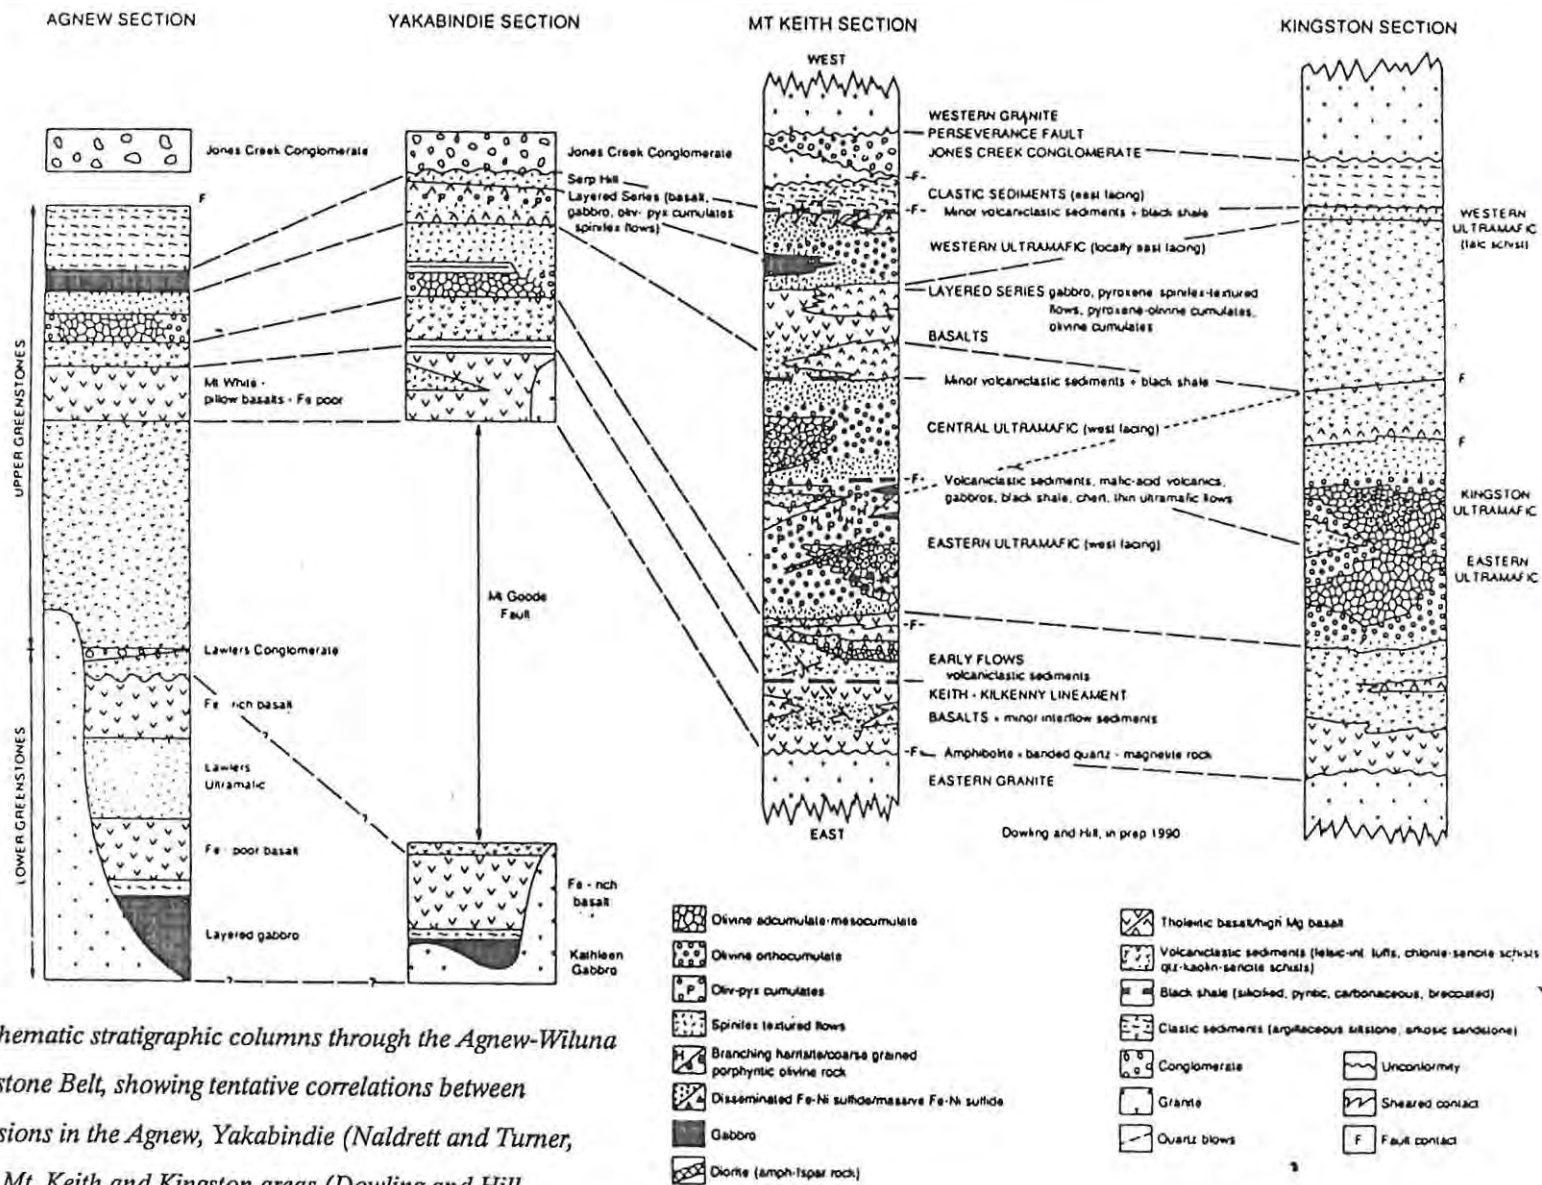 AGNEW SECTION
YAKABINDIE SECTION
MT KEITH SECTION
KINGSTON SECTION
Jones Creek Conglomerate
F
Mt White -
pillow basalts - Fe poor
Lawlers Conglomerate
Fe - rich basalt
?
Lawlers
Ultramafic
Fe - poor basalt
Layered gabbro
UPPER GREENSTONES
LOWER GREENSTONES
Jones Creek Conglomerate
Serp Hill
Layered Series (basalt,
gabbro, oliv- pyx cumulates
spinifex flows)
P P P
Mt Goode
Fault
?
Fe - rich
basalt
Kathleen
Gabbro
? ?
WEST
WESTERN GRANITE
PERSEVERANCE FAULT
JONES CREEK CONGLOMERATE
-F-
CLASTIC SEDIMENTS (east facing)
-F- Minor volcaniclastic sediments + black shale
WESTERN ULTRAMAFIC (locally east facing)
LAYERED SERIES gabbro, pyroxene spinifex-textured
flows, pyroxene-olivine cumulates,
olivine cumulates
BASALTS
Minor volcaniclastic sediments + black shale
CENTRAL ULTRAMAFIC (west facing)
-F- Volcaniclastic sediments, mafic-acid volcanics,
gabbros, black shale, chert, thin ultramafic flows
EASTERN ULTRAMAFIC (west facing)
-F-
EARLY FLOWS
volcaniclastic sediments
KEITH - KILKENNY LINEAMENT
BASALTS + minor interflow sediments
-F- Amphibolite + banded quartz - magnetite rock
EASTERN GRANITE
EAST
Dowling and Hill, in prep 1990
WESTERN
ULTRAMAFIC
(talc schist)
F
F
KINGSTON
ULTRAMAFIC
EASTERN
ULTRAMAFIC
Olivine adcumulate-mesocumulate
Olivine orthocumulate
P Oliv-pyx cumulates
Spinifex textured flows
H Branching harrisite/coarse grained
porphyritic olivine rock
Disseminated Fe-Ni sulfide/massive Fe-Ni sulfide
Gabbro
Diorite (amph-fspar rock)
Tholeiitic basalt/high Mg basalt
Volcaniclastic sediments (felsic-int. tuffs, chlorite-sericite schists
qtz-kaolin-sericite schists)
Black shale (silicified, pyritic, carbonaceous, brecciated)
Clastic sediments (argillaceous siltstone, arkosic sandstone)
Conglomerate
Granite
Quartz blows
Unconformity
Sheared contact
F Fault contact
hematic stratigraphic columns through the Agnew-Wiluna
stone Belt, showing tentative correlations between
sions in the Agnew, Yakabindie (Naldrett and Turner,
Mt. Keith and Kingston areas (Dowling and Hill